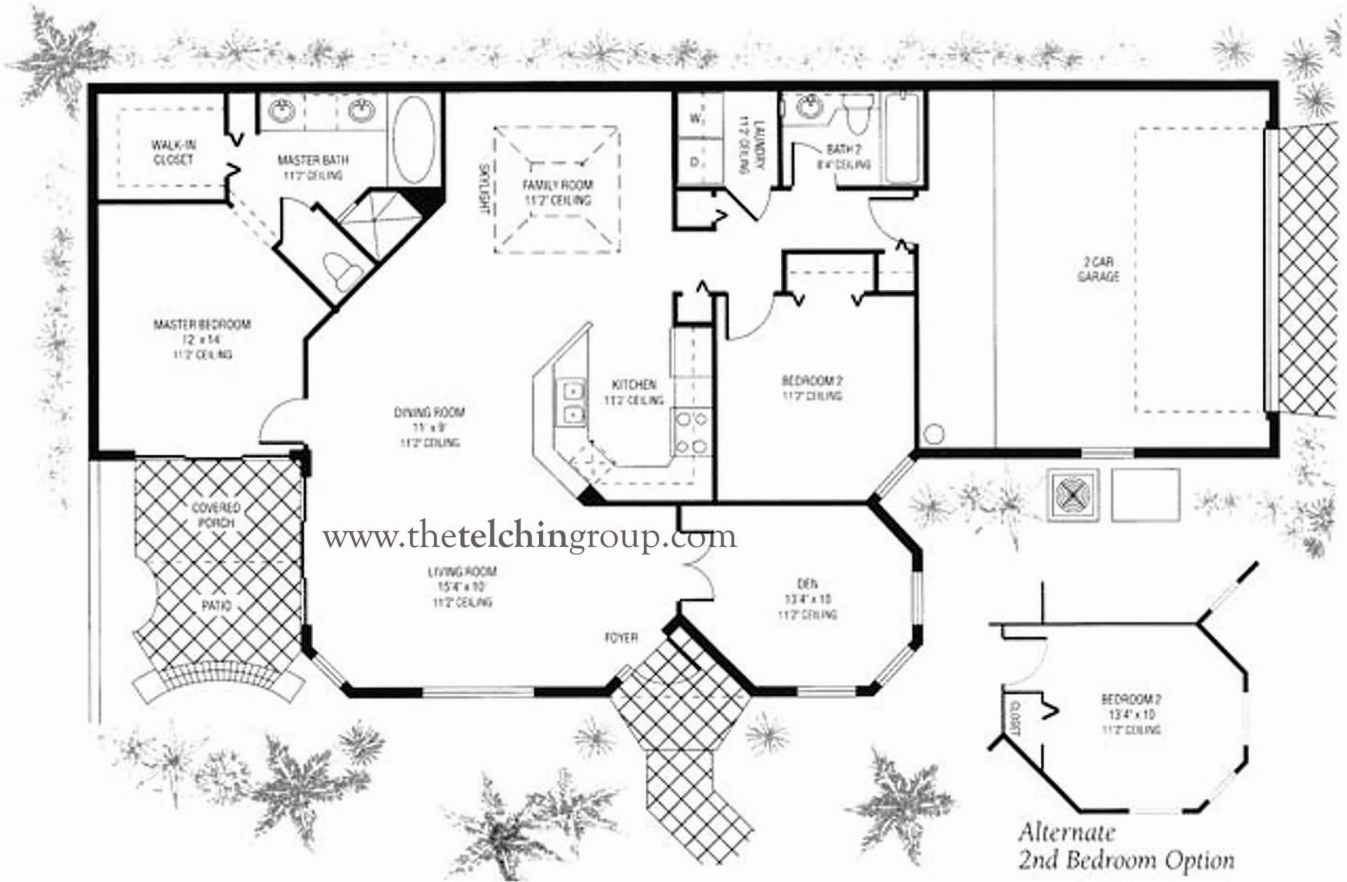 WALK-IN
CLOSET
MASTER BATH
11'2" CEILING
SKYLIGHT
FAMILY ROOM
11'2" CEILING
W
D
LAUNDRY
11'2" CEILING
BATH 2
8'4" CEILING
2 CAR
GARAGE
MASTER BEDROOM
12' x 14'
11'2" CEILING
DINING ROOM
11' x 9'
11'2" CEILING
KITCHEN
11'2" CEILING
BEDROOM 2
11'2" CEILING
COVERED
PORCH
PATIO
www.thetelchingroup.com
LIVING ROOM
15'4" x 10'
11'2" CEILING
FOYER
DEN
13'4" x 10
11'2" CEILING
CLOSET
BEDROOM 2
13'4" x 10
11'2" CEILING
Alternate
2nd Bedroom Option